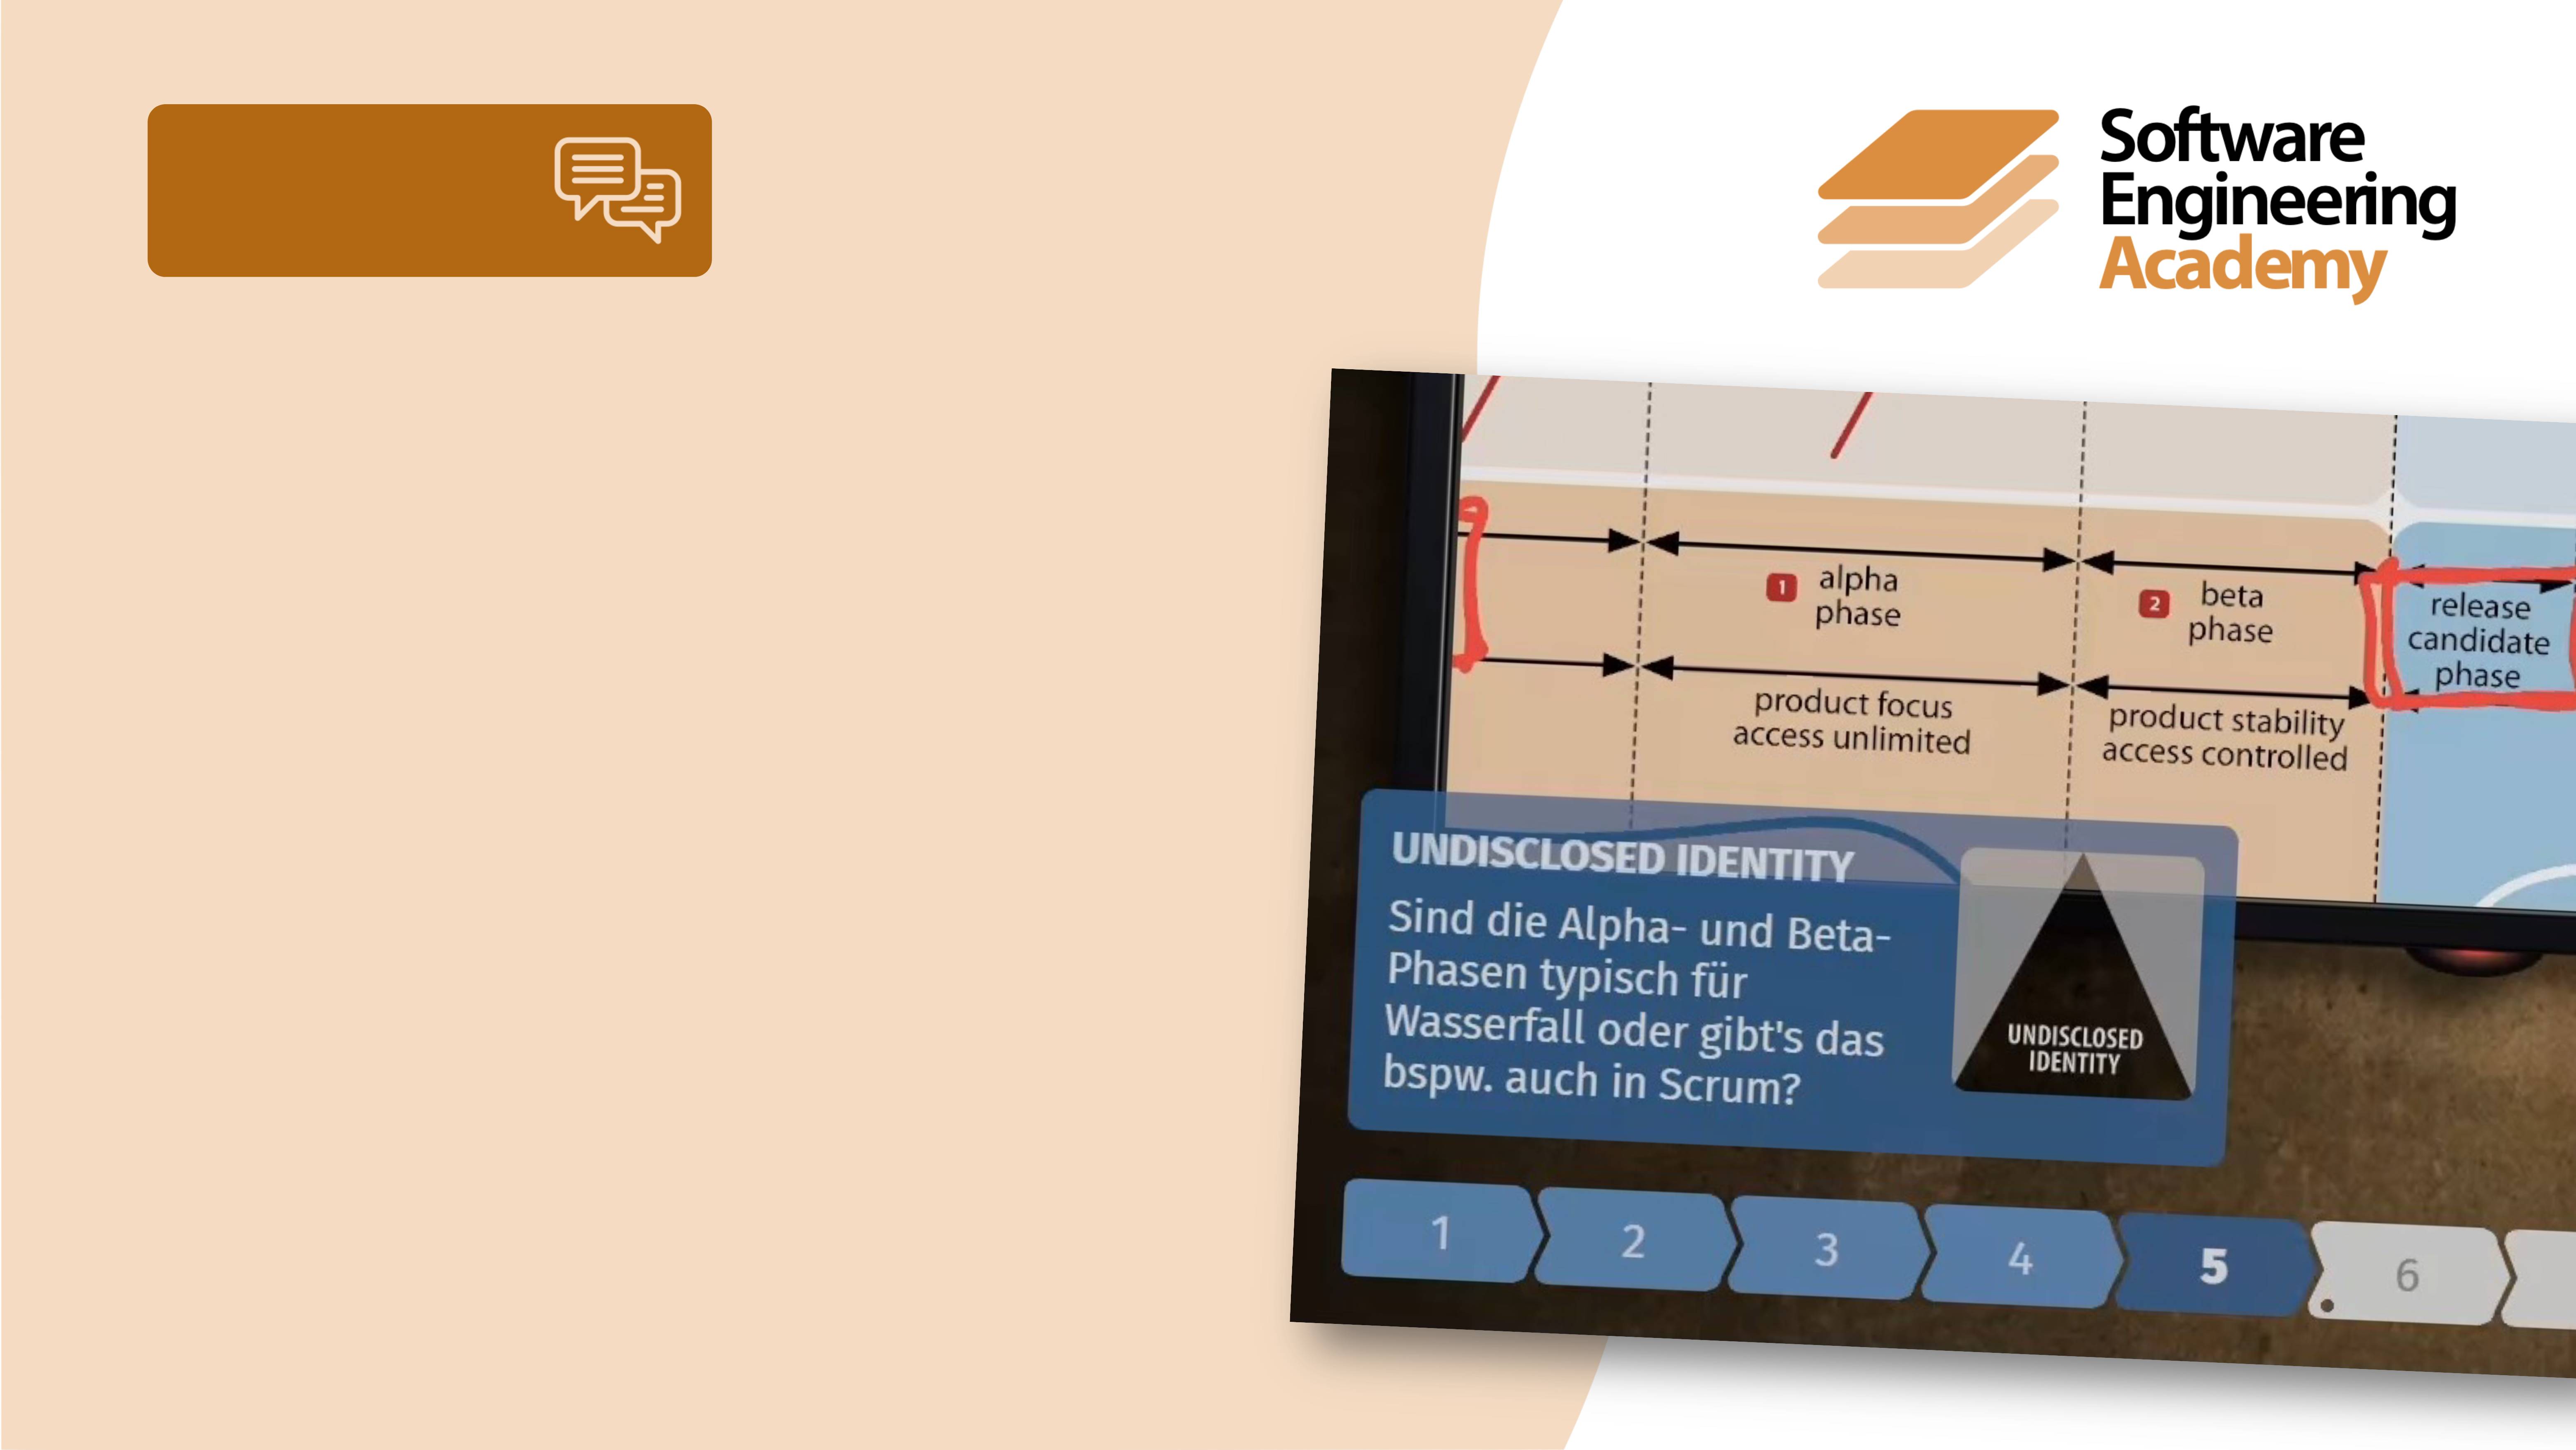 Software
Engineering
Academy
1 alpha
phase
2 beta
phase
release
candidate
phase
product focus
access unlimited
product stability
access controlled
UNDISCLOSED IDENTITY
Sind die Alpha- und Beta-
Phasen typisch für
Wasserfall oder gibt's das
bspw. auch in Scrum?
UNDISCLOSED
IDENTITY
1
2
3
4
5
6